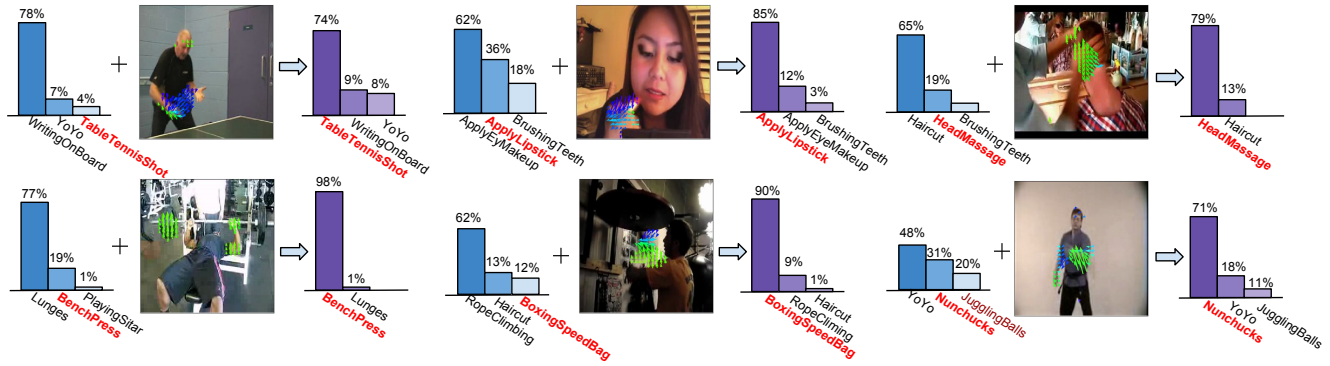 78%
7%
4%
WritingOnBoard
YoYo
TableTennisShot
+
74%
9%
8%
TableTennisShot
WritingOnBoard
YoYo
62%
36%
18%
ApplyEyMakeup
ApplyLipstick
BrushingTeeth
+
85%
12%
3%
ApplyLipstick
ApplyEyeMakeup
BrushingTeeth
65%
19%
Haircut
HeadMassage
BrushingTeeth
+
79%
13%
HeadMassage
Haircut
77%
19%
1%
Lunges
BenchPress
PlayingSitar
+
98%
1%
BenchPress
Lunges
62%
13%
12%
RopeClimbing
Haircut
BoxingSpeedBag
+
90%
9%
1%
BoxingSpeedBag
RopeCliming
Haircut
48%
31%
20%
YoYo
Nunchucks
JugglingBalls
+
71%
18%
11%
Nunchucks
YoYo
JugglingBalls